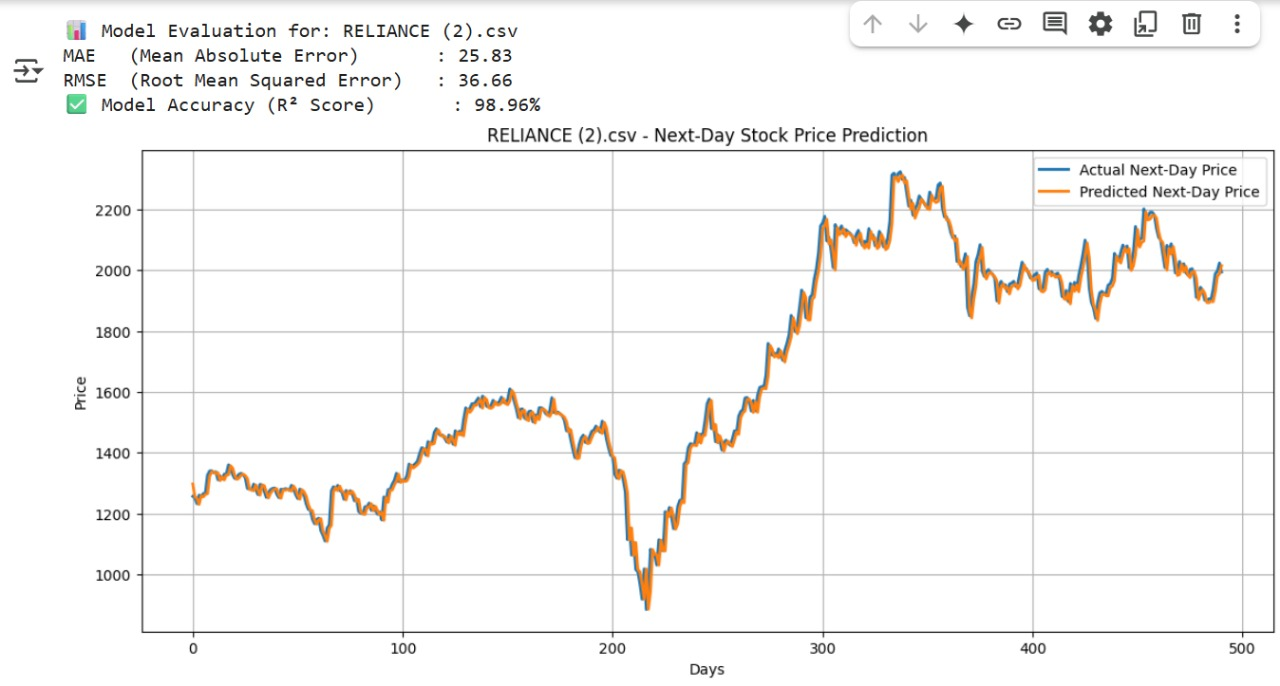 📊 Model Evaluation for: RELIANCE (2).csv
MAE (Mean Absolute Error) : 25.83
RMSE (Root Mean Squared Error) : 36.66
✅ Model Accuracy (R² Score) : 98.96%
RELIANCE (2).csv - Next-Day Stock Price Prediction
Actual Next-Day Price
Predicted Next-Day Price
2200
2000
1800
1600
1400
1200
1000
Price
0 100 200 300 400 500
Days